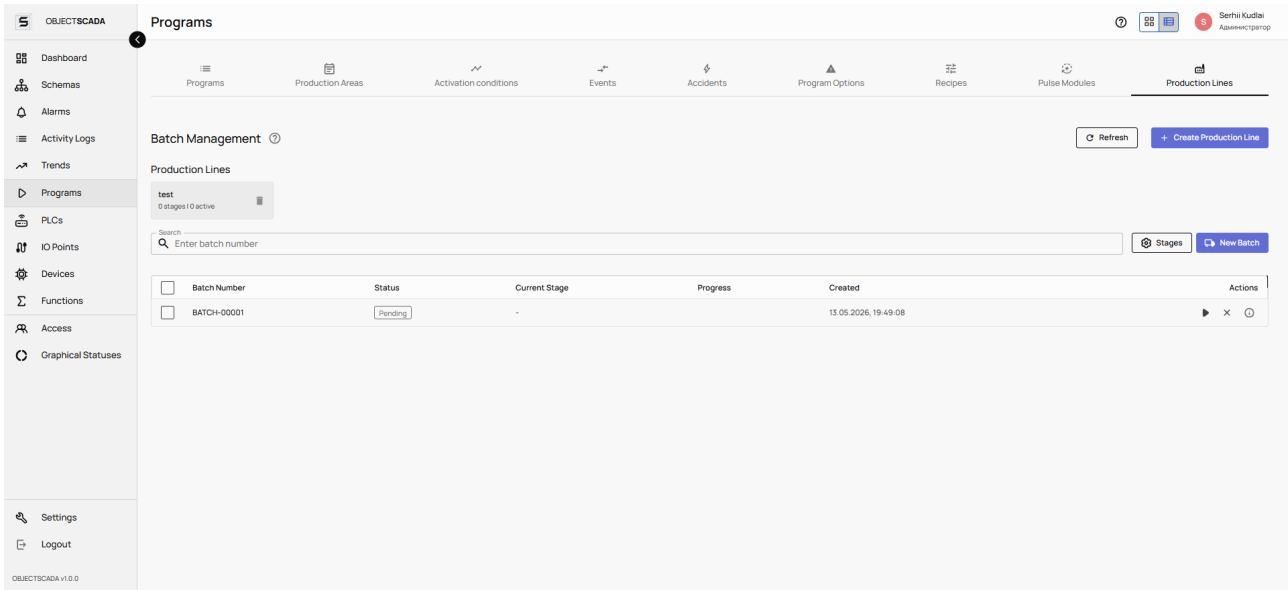 OBJECTSCADA
Programs
Serhii Kudlai
S
Администратор
Dashboard
Schemas
Alarms
Activity Logs
Trends
Programs
PLCs
IO Points
Devices
Functions
Access
Graphical Statuses
Settings
Logout
OBJECTSCADA v1.0.0
Programs Production Areas Activation conditions Events Accidents Program Options Recipes Pulse Modules Production Lines
Batch Management
Refresh + Create Production Line
Production Lines
test
0 stages | 0 active
Search
Enter batch number
Stages New Batch
Batch Number Status Current Stage Progress Created Actions
BATCH-00001 Pending - 13.05.2026, 19:49:08